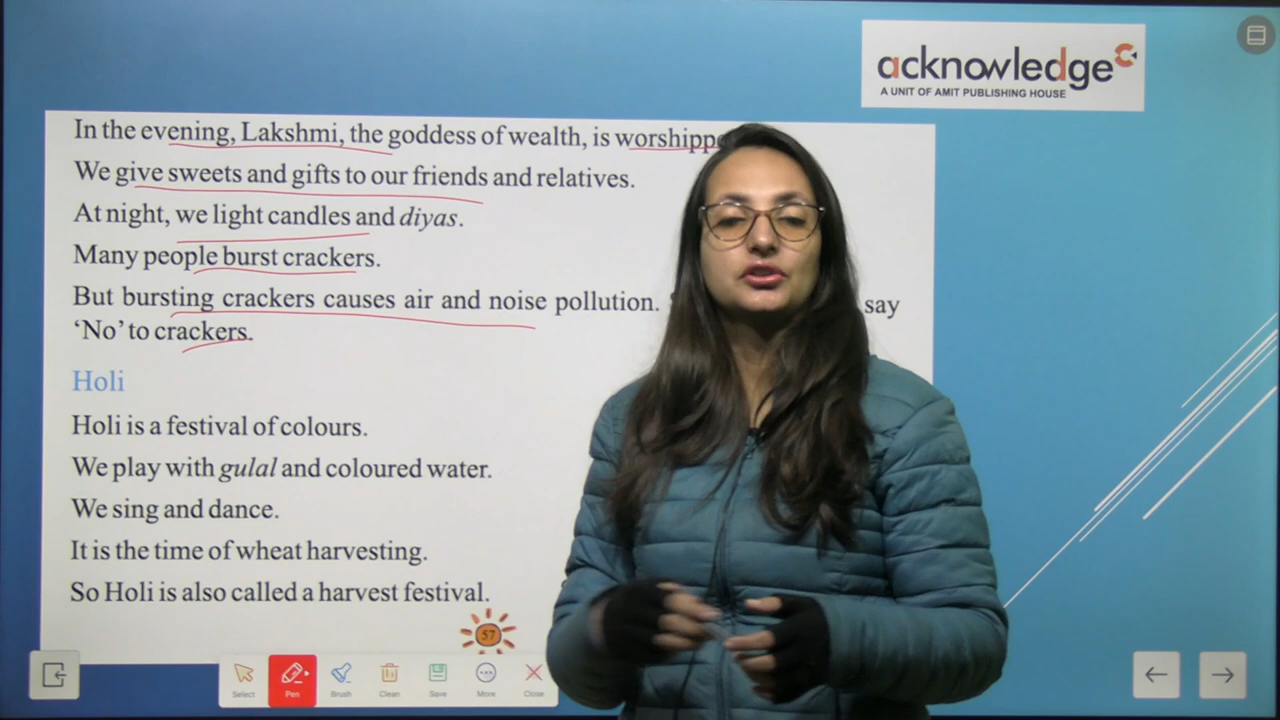 acknowledge
A UNIT OF AMIT PUBLISHING HOUSE
In the evening, Lakshmi, the goddess of wealth, is
We give sweets and gifts to our friends and relatives.
At night, we light candles and diyas.
Many people burst crackers.
But bursting crackers causes air and noise pollution. say
‘No’ to crackers.
Holi
Holi is a festival of colours.
We play with gulal and coloured water.
We sing and dance.
It is the time of wheat harvesting.
So Holi is also called a harvest festival.
57
Select Pen Brush Clean Save More Close